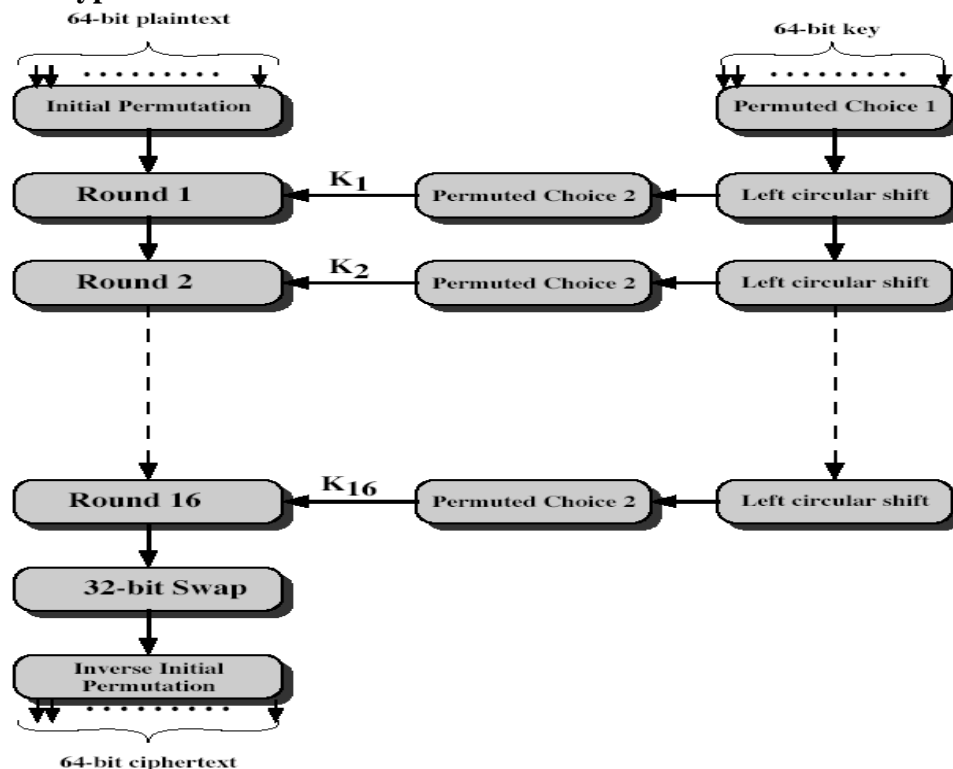 64-bit plaintext
64-bit key
Initial Permutation
Permuted Choice 1
Round 1
K1
Permuted Choice 2
Left circular shift
Round 2
K2
Permuted Choice 2
Left circular shift
Round 16
K16
Permuted Choice 2
Left circular shift
32-bit Swap
Inverse Initial
Permutation
64-bit ciphertext